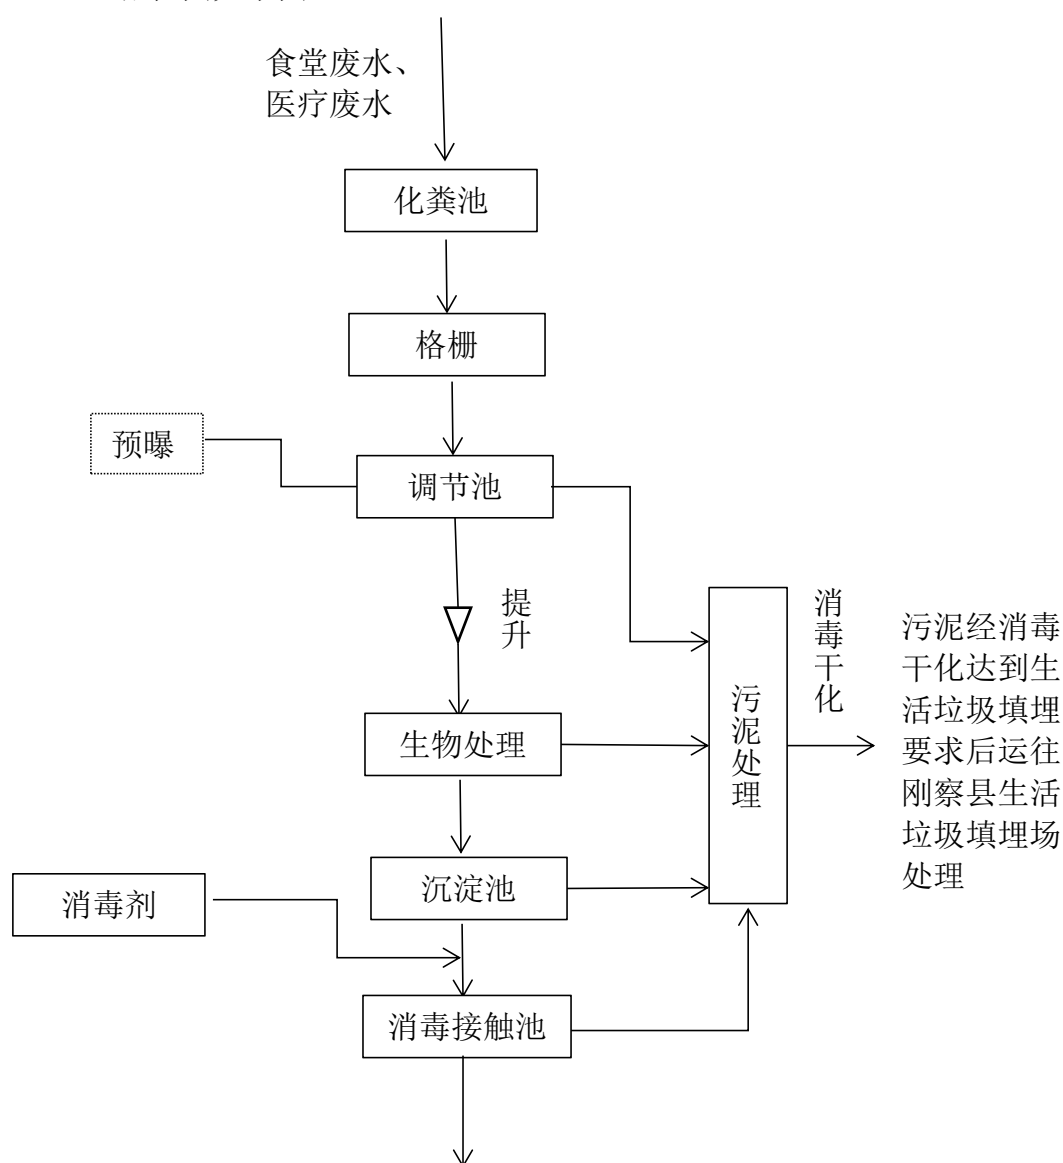 食堂废水、
医疗废水
化粪池
格栅
预曝
调节池
提升
生物处理
沉淀池
消毒剂
消毒接触池
污泥处理
消毒干化
污泥经消毒
干化达到生
活垃圾填埋
要求后运往
刚察县生活
垃圾填埋场
处理